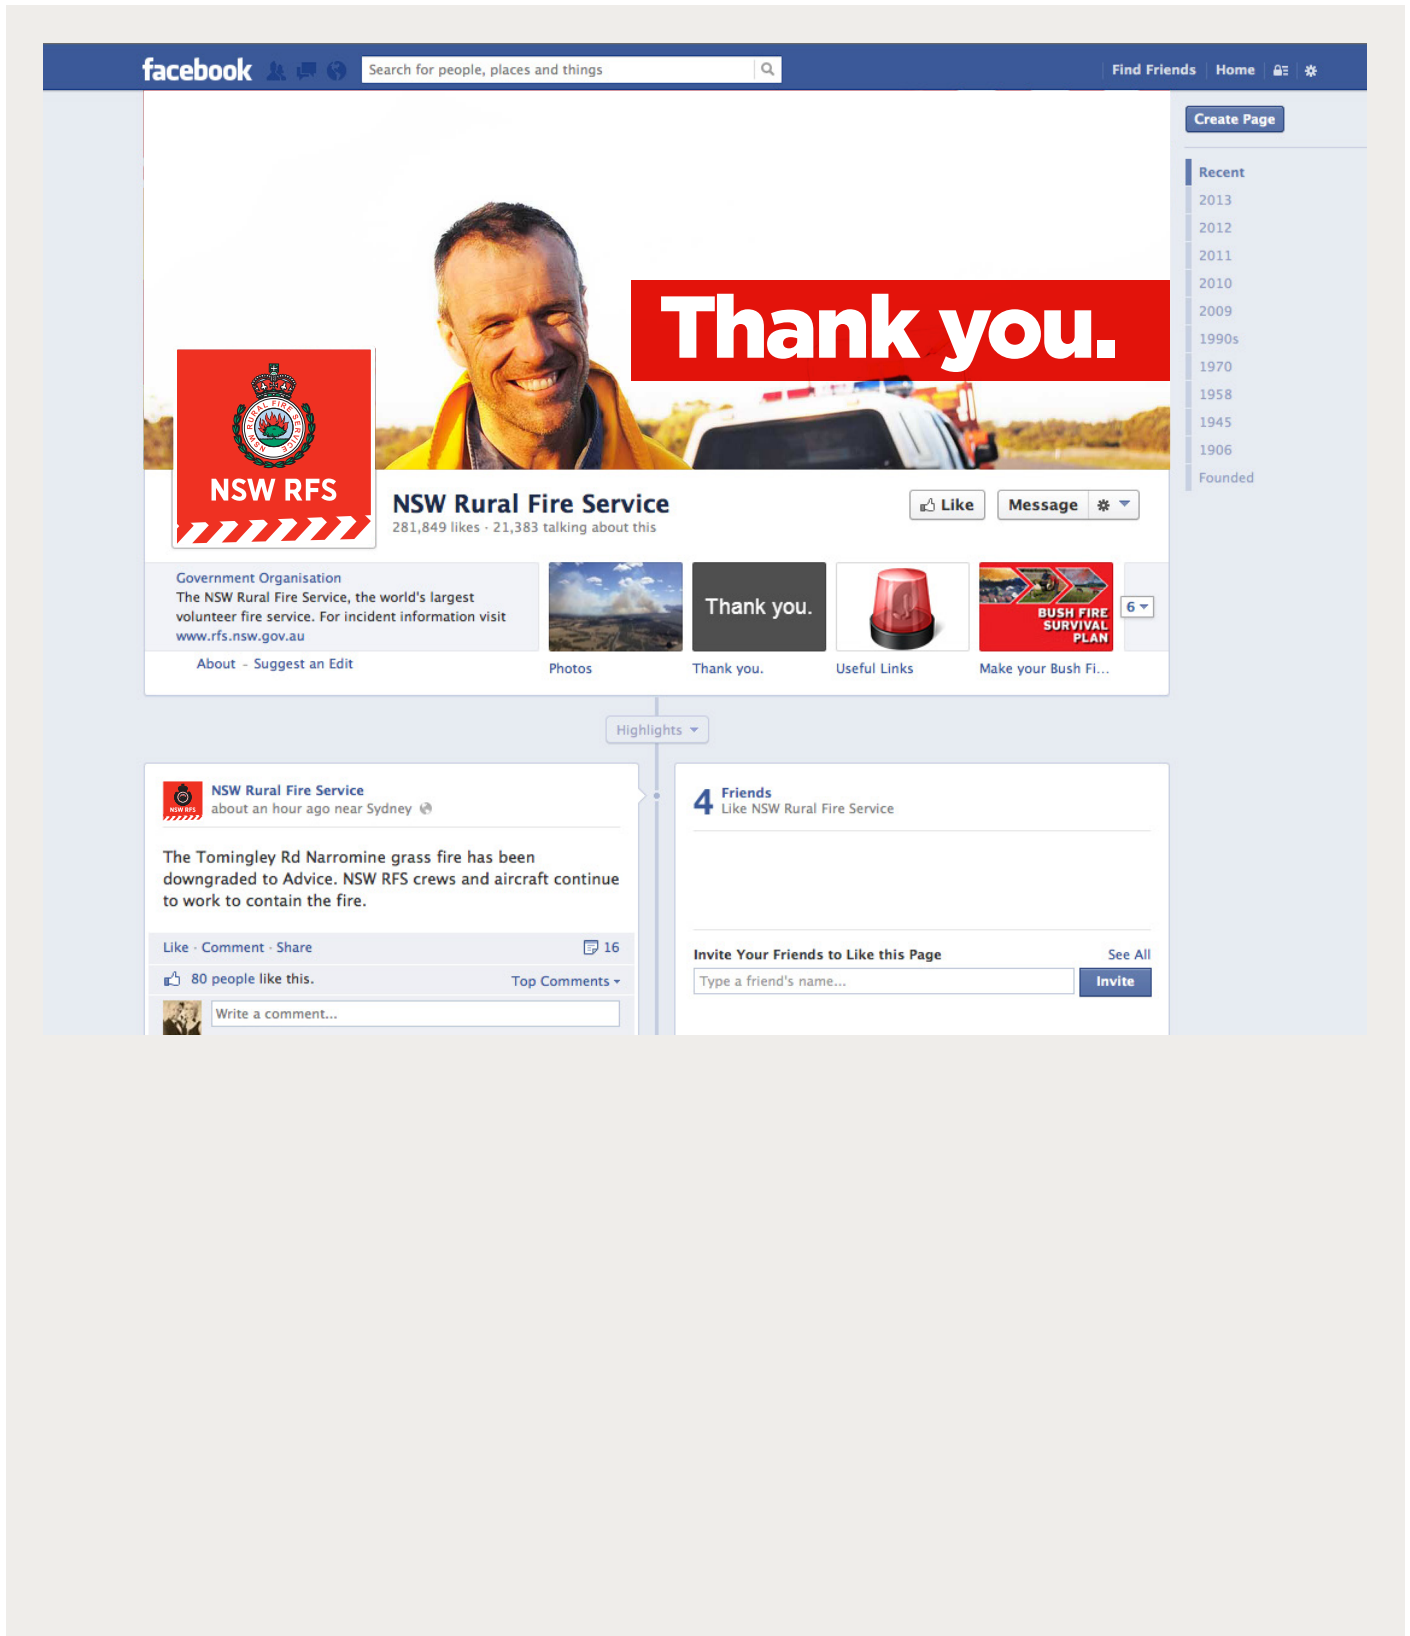 facebook
Search for people, places and things
Find Friends
Home
Create Page
Recent
2013
2012
2011
2010
2009
1990s
1970
1958
1945
1906
Founded
Thank you.
NSW RURAL FIRE SERVICE
NSW RFS
NSW Rural Fire Service
281,849 likes · 21,383 talking about this
Like
Message
Government Organisation
The NSW Rural Fire Service, the world's largest
volunteer fire service. For incident information visit
www.rfs.nsw.gov.au
About - Suggest an Edit
Photos
Thank you.
Thank you.
Useful Links
BUSH FIRE
SURVIVAL
PLAN
Make your Bush Fi...
6
Highlights
NSW RFS
NSW Rural Fire Service
about an hour ago near Sydney
The Tomingley Rd Narromine grass fire has been
downgraded to Advice. NSW RFS crews and aircraft continue
to work to contain the fire.
Like · Comment · Share
16
80 people like this.
Top Comments
Write a comment...
4 Friends
Like NSW Rural Fire Service
Invite Your Friends to Like this Page
See All
Type a friend's name...
Invite